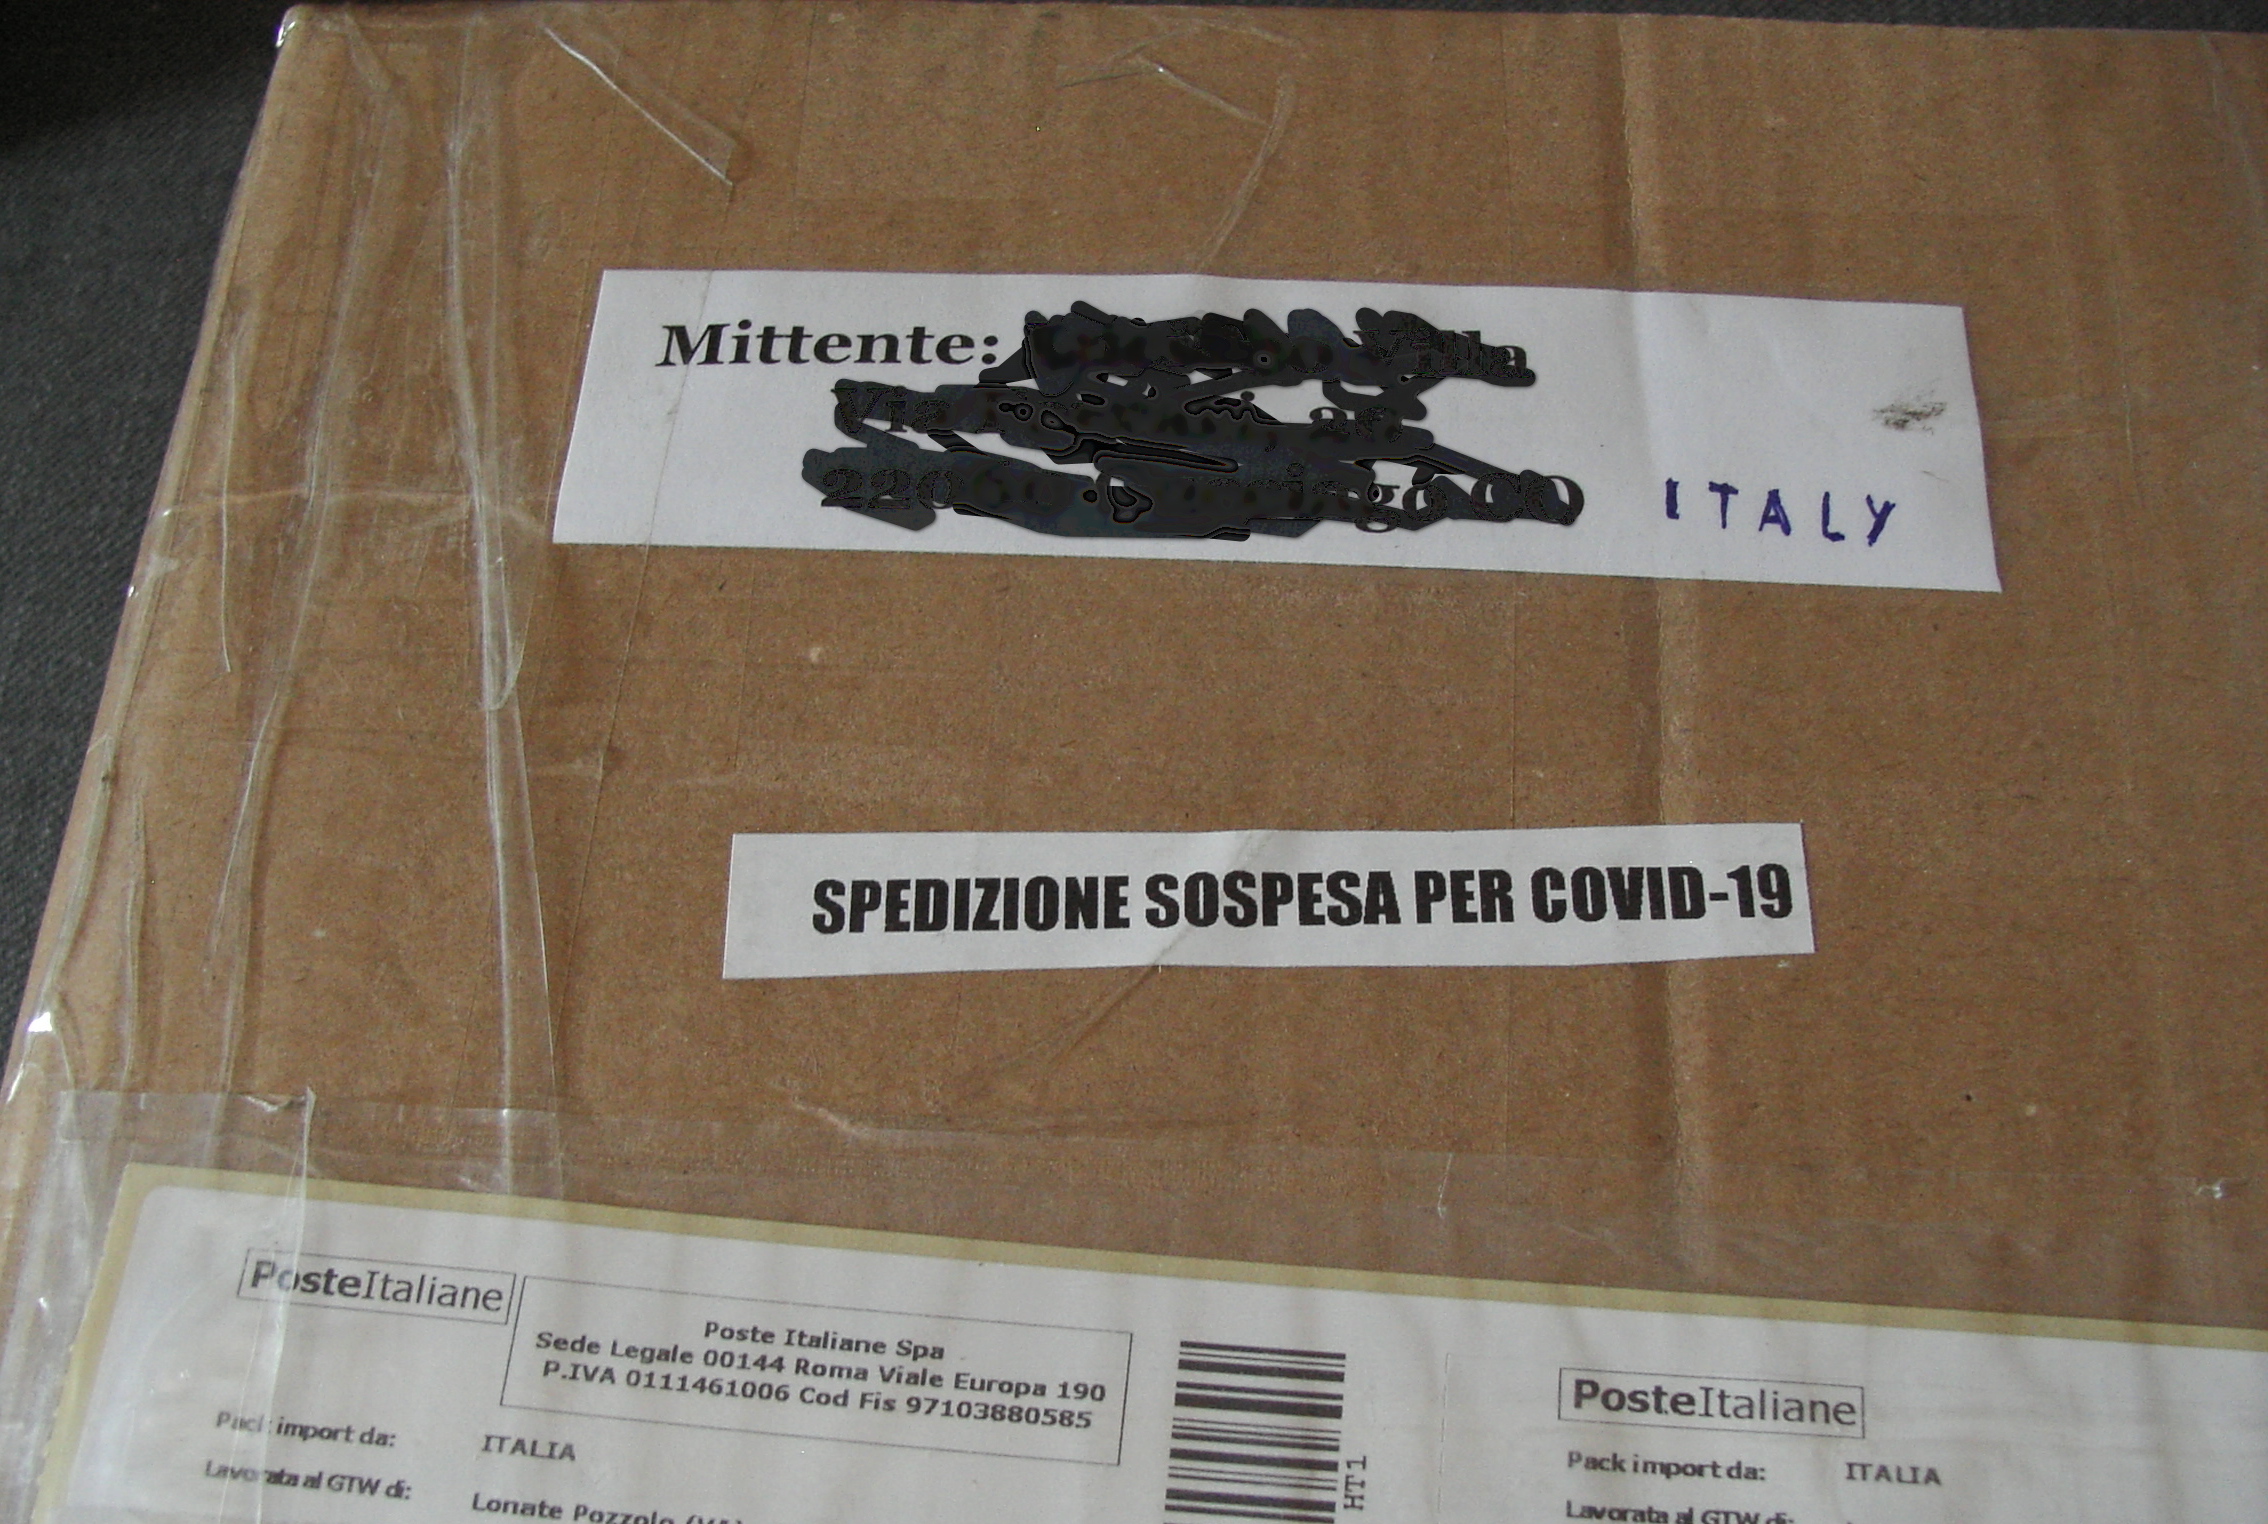 Mittente:
ITALY
SPEDIZIONE SOSPESA PER COVID-19
PosteItaliane
Poste Italiane Spa
Sede Legale 00144 Roma Viale Europa 190
P.IVA 0111461006 Cod Fis 97103880585
Pack import da: ITALIA
Lavorata al GTW di: Lonate Pozzolo (VA)
HT1
PosteItaliane
Pack import da: ITALIA
Lavorata al GTW di: